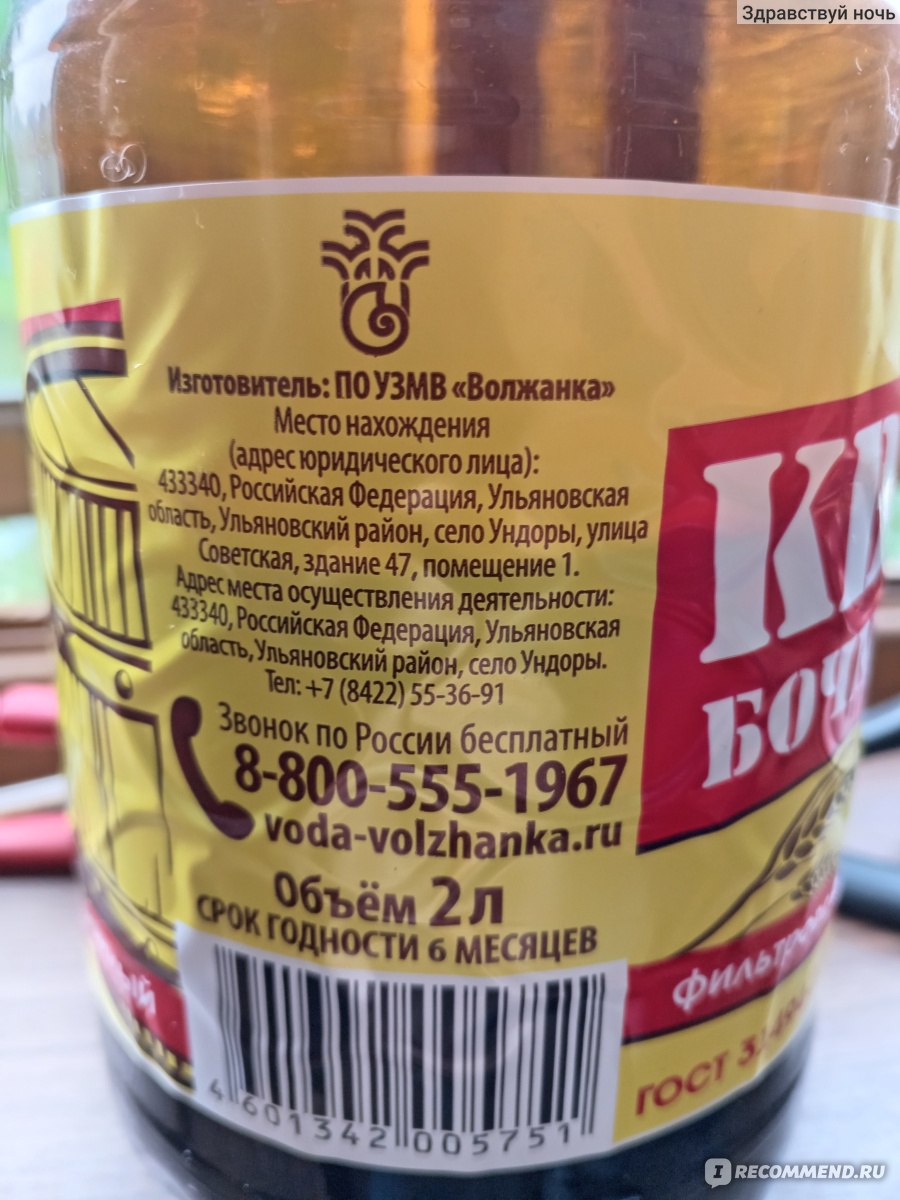 Здравствуй ночь
Изготовитель: ПО УЗМВ «Волжанка»
Место нахождения
(адрес юридического лица):
433340, Российская Федерация, Ульяновская
область, Ульяновский район, село Ундоры, улица
Советская, здание 47, помещение 1.
Адрес места осуществления деятельности:
433340, Российская Федерация, Ульяновская
область, Ульяновский район, село Ундоры.
Тел: +7 (8422) 55-36-91
Звонок по России бесплатный
8-800-555-1967
voda-volzhanka.ru
Объём 2 л
СРОК ГОДНОСТИ 6 МЕСЯЦЕВ
4 601342 005751
ГОСТ
IRECOMMEND.RU